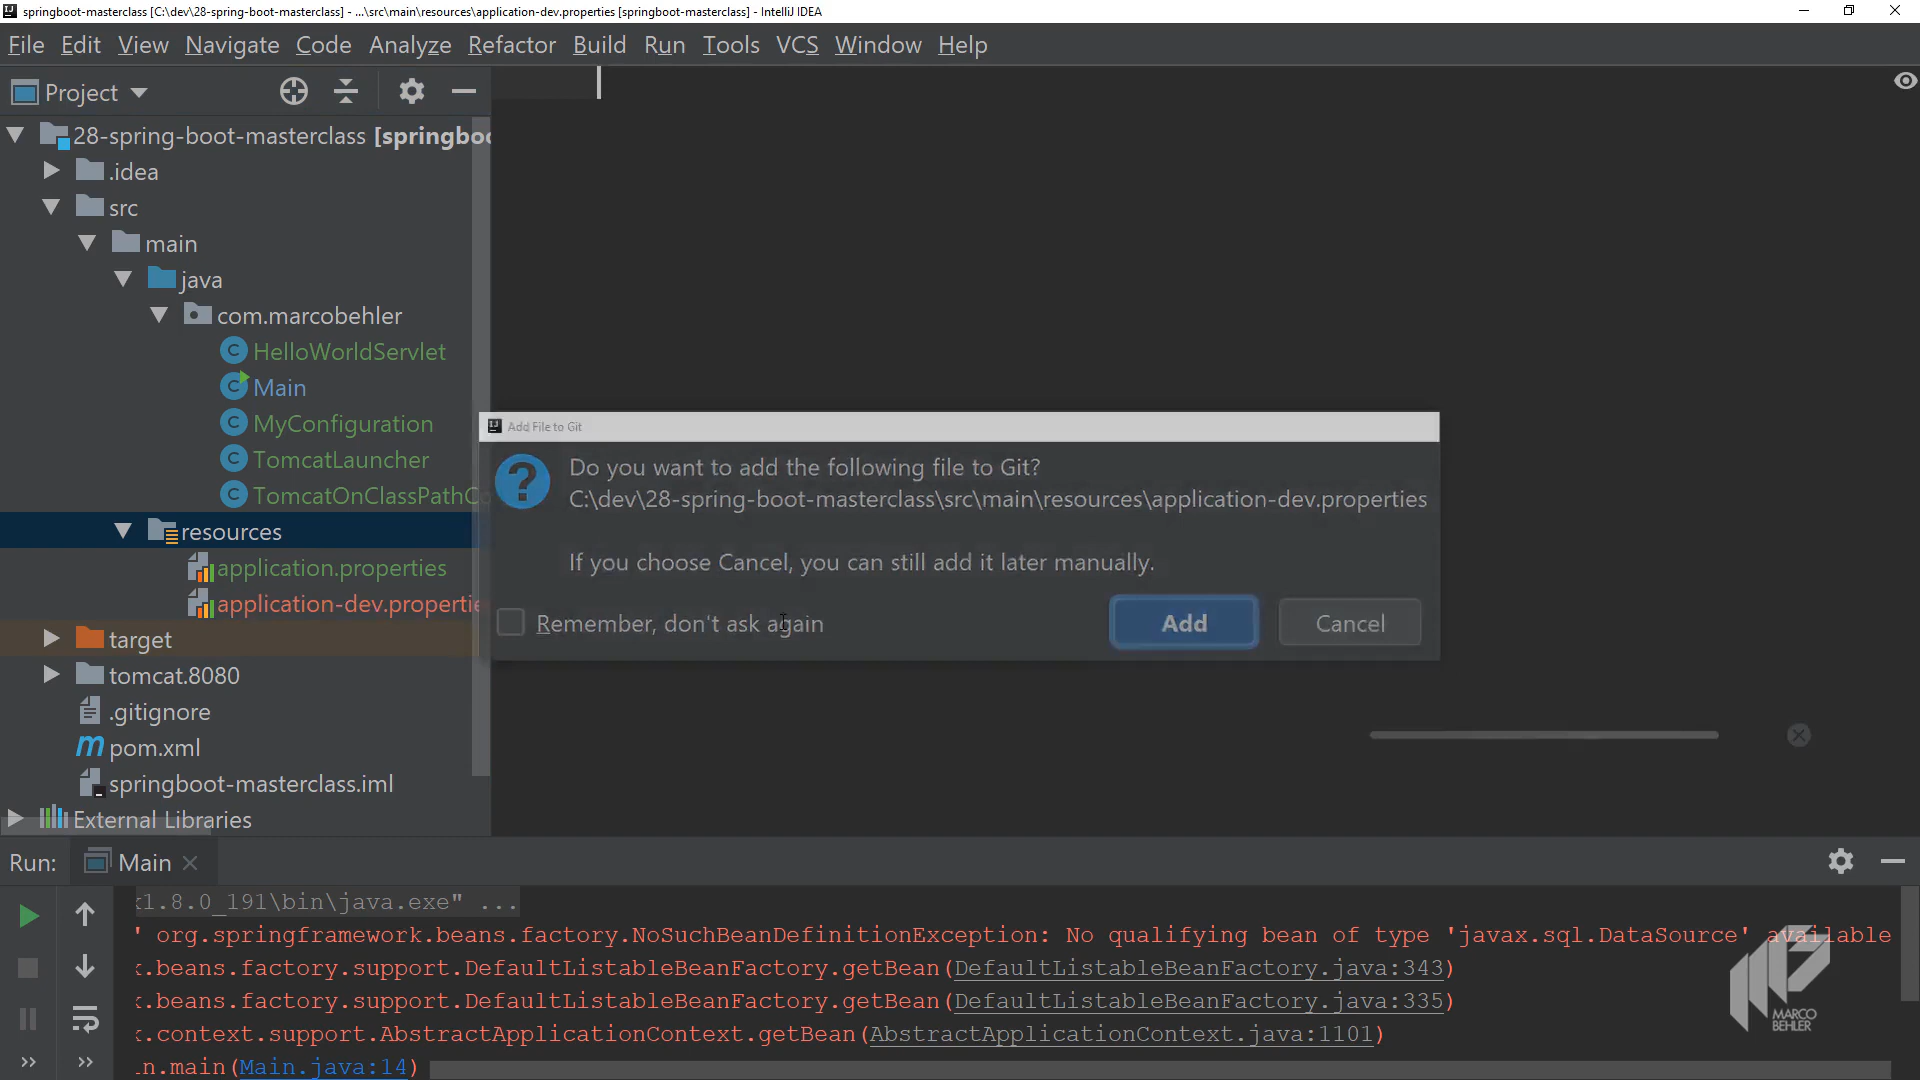 springboot-masterclass [C:\dev\28-spring-boot-masterclass] - ...\src\main\resources\application-dev.properties [springboot-masterclass] - IntelliJ IDEA
File Edit View Navigate Code Analyze Refactor Build Run Tools VCS Window Help
Project
28-spring-boot-masterclass [springboo
.idea
src
main
java
com.marcobehler
HelloWorldServlet
Main
MyConfiguration
TomcatLauncher
TomcatOnClassPathCo
resources
application.properties
application-dev.propertie
target
tomcat.8080
.gitignore
pom.xml
springboot-masterclass.iml
External Libraries
Add File to Git
Do you want to add the following file to Git?
C:\dev\28-spring-boot-masterclass\src\main\resources\application-dev.properties
If you choose Cancel, you can still add it later manually.
Remember, don't ask again
Add
Cancel
Run: Main
1.8.0_191\bin\java.exe" ...
' org.springframework.beans.factory.NoSuchBeanDefinitionException: No qualifying bean of type 'javax.sql.DataSource' available
.beans.factory.support.DefaultListableBeanFactory.getBean(DefaultListableBeanFactory.java:343)
.beans.factory.support.DefaultListableBeanFactory.getBean(DefaultListableBeanFactory.java:335)
.context.support.AbstractApplicationContext.getBean(AbstractApplicationContext.java:1101)
n.main(Main.java:14)
MARCO
BEHLER